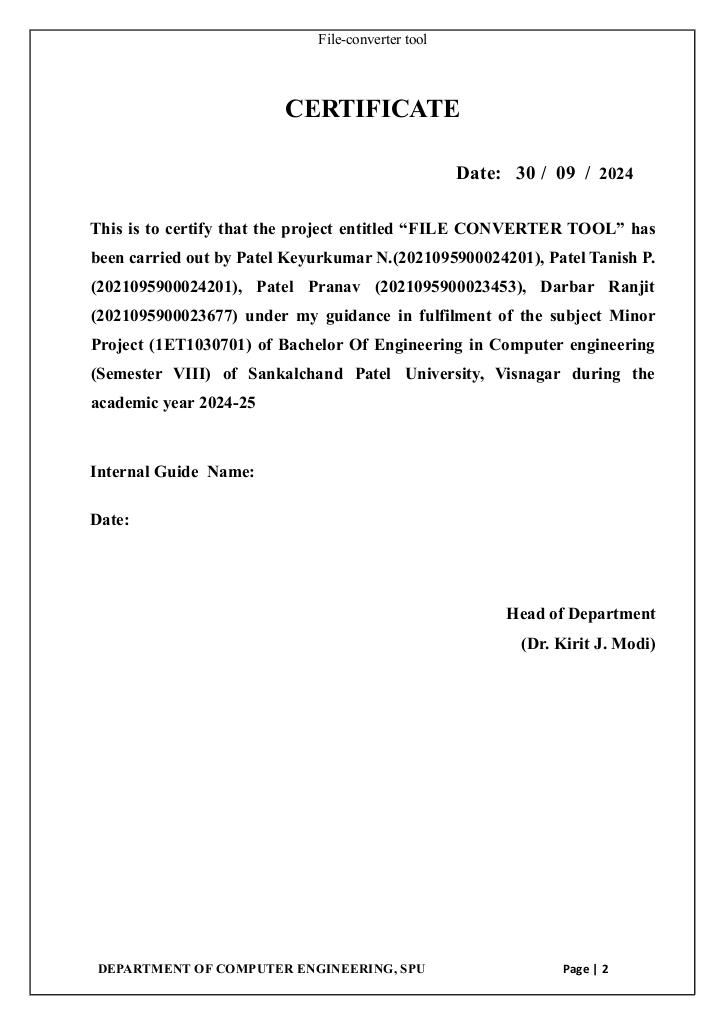 File-converter tool
CERTIFICATE
Date: 30 / 09 / 2024
This is to certify that the project entitled “FILE CONVERTER TOOL” has
been carried out by Patel Keyurkumar N.(2021095900024201), Patel Tanish P.
(2021095900024201), Patel Pranav (2021095900023453), Darbar Ranjit
(2021095900023677) under my guidance in fulfilment of the subject Minor
Project (1ET1030701) of Bachelor Of Engineering in Computer engineering
(Semester VIII) of Sankalchand Patel University, Visnagar during the
academic year 2024-25
Internal Guide Name:
Date:
Head of Department
(Dr. Kirit J. Modi)
DEPARTMENT OF COMPUTER ENGINEERING, SPU Page | 2